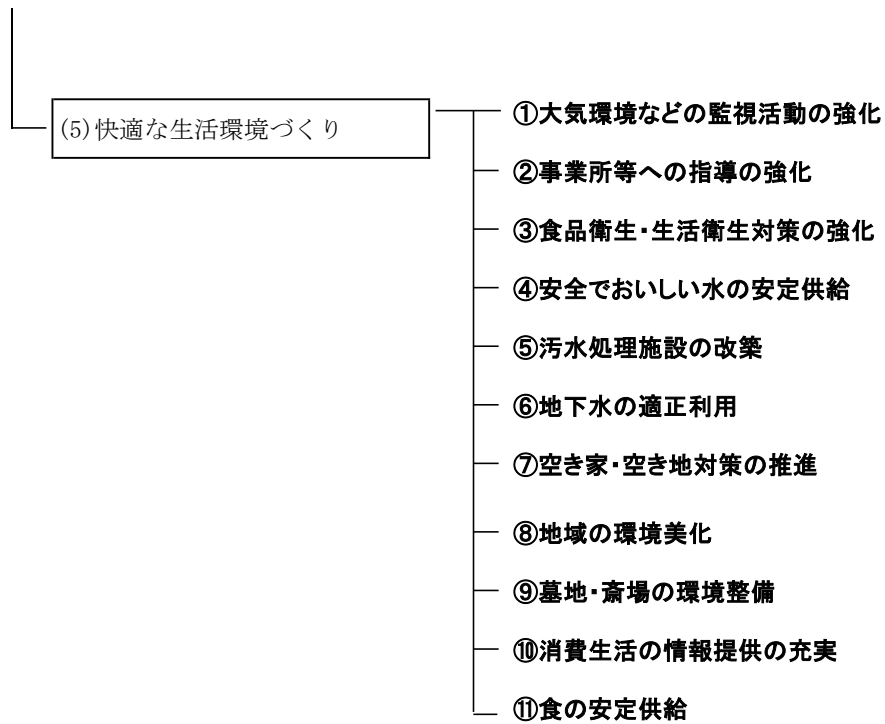 (5)快適な生活環境づくり
①大気環境などの監視活動の強化
②事業所等への指導の強化
③食品衛生・生活衛生対策の強化
④安全でおいしい水の安定供給
⑤汚水処理施設の改築
⑥地下水の適正利用
⑦空き家・空き地対策の推進
⑧地域の環境美化
⑨墓地・斎場の環境整備
⑩消費生活の情報提供の充実
⑪食の安定供給